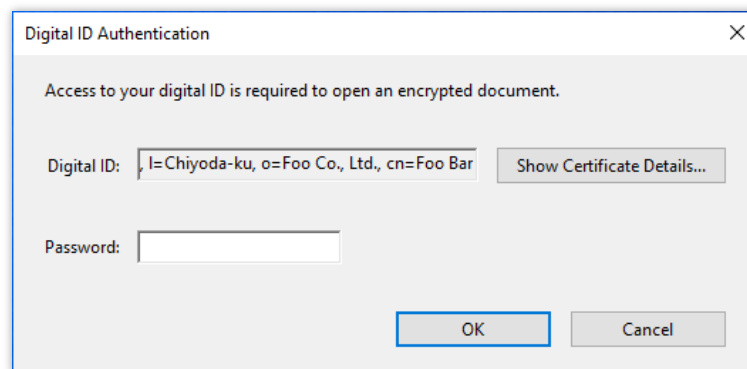 Digital ID Authentication
Access to your digital ID is required to open an encrypted document.
Digital ID: , l=Chiyoda-ku, o=Foo Co., Ltd., cn=Foo Bar Show Certificate Details...
Password:
OK Cancel